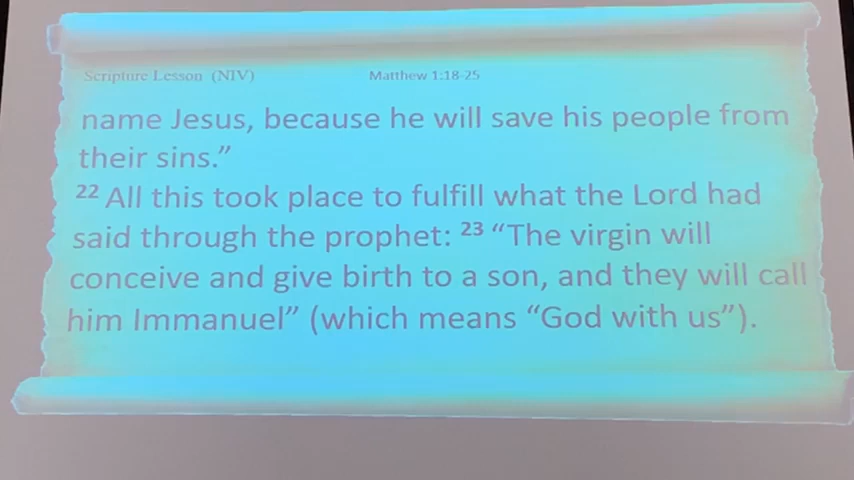 Scripture Lesson (NIV) Matthew 1:18-25
name Jesus, because he will save his people from
their sins.”
22 All this took place to fulfill what the Lord had
said through the prophet: 23 “The virgin will
conceive and give birth to a son, and they will call
him Immanuel” (which means “God with us”).